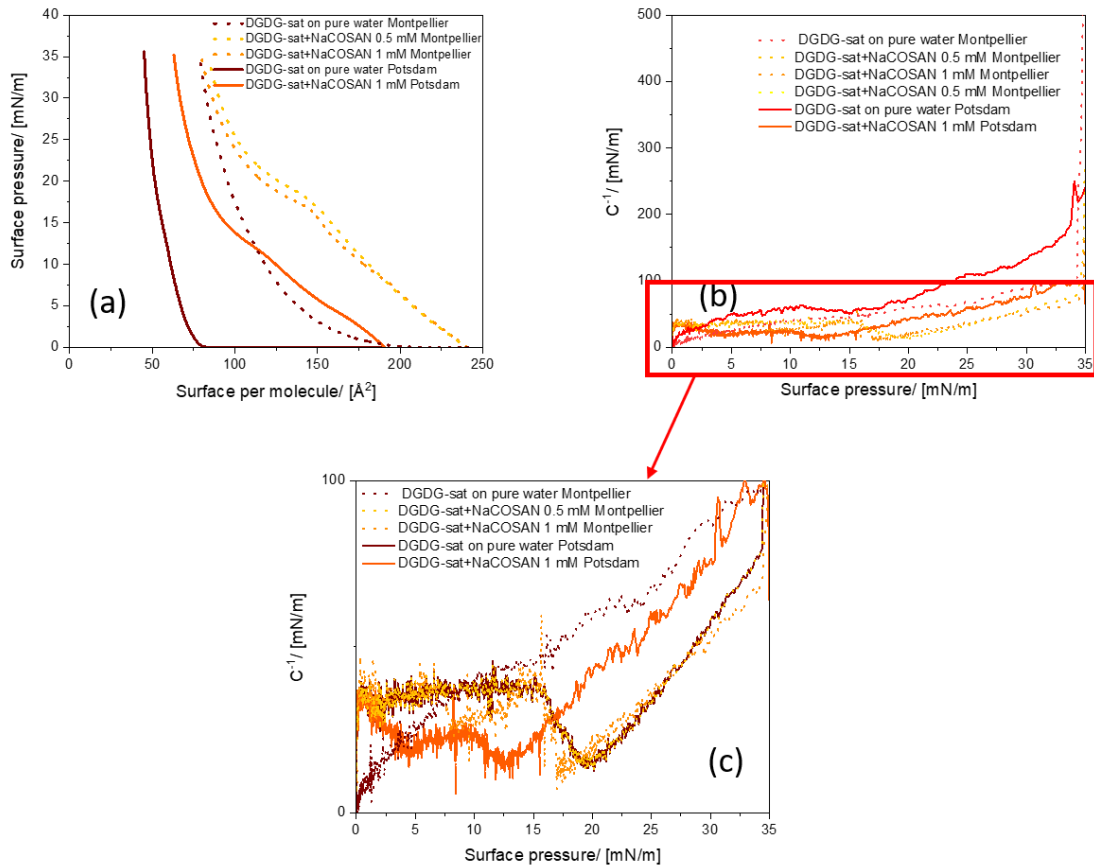 40
35
30
25
20
15
10
5
0
Surface pressure/ [mN/m]
DGDG-sat on pure water Montpellier
DGDG-sat+NaCOSAN 0.5 mM Montpellier
DGDG-sat+NaCOSAN 1 mM Montpellier
DGDG-sat on pure water Potsdam
DGDG-sat+NaCOSAN 1 mM Potsdam
(a)
0 50 100 150 200 250
Surface per molecule/ [Å²]
500
400
300
200
100
0
C⁻¹/ [mN/m]
DGDG-sat on pure water Montpellier
DGDG-sat+NaCOSAN 0.5 mM Montpellier
DGDG-sat+NaCOSAN 1 mM Montpellier
DGDG-sat+NaCOSAN 0.5 mM Montpellier
DGDG-sat on pure water Potsdam
DGDG-sat+NaCOSAN 1 mM Potsdam
(b)
0 5 10 15 20 25 30 35
Surface pressure/ [mN/m]
100
0
C⁻¹/ [mN/m]
DGDG-sat on pure water Montpellier
DGDG-sat+NaCOSAN 0.5 mM Montpellier
DGDG-sat+NaCOSAN 1 mM Montpellier
DGDG-sat on pure water Potsdam
DGDG-sat+NaCOSAN 1 mM Potsdam
(c)
0 5 10 15 20 25 30 35
Surface pressure/ [mN/m]